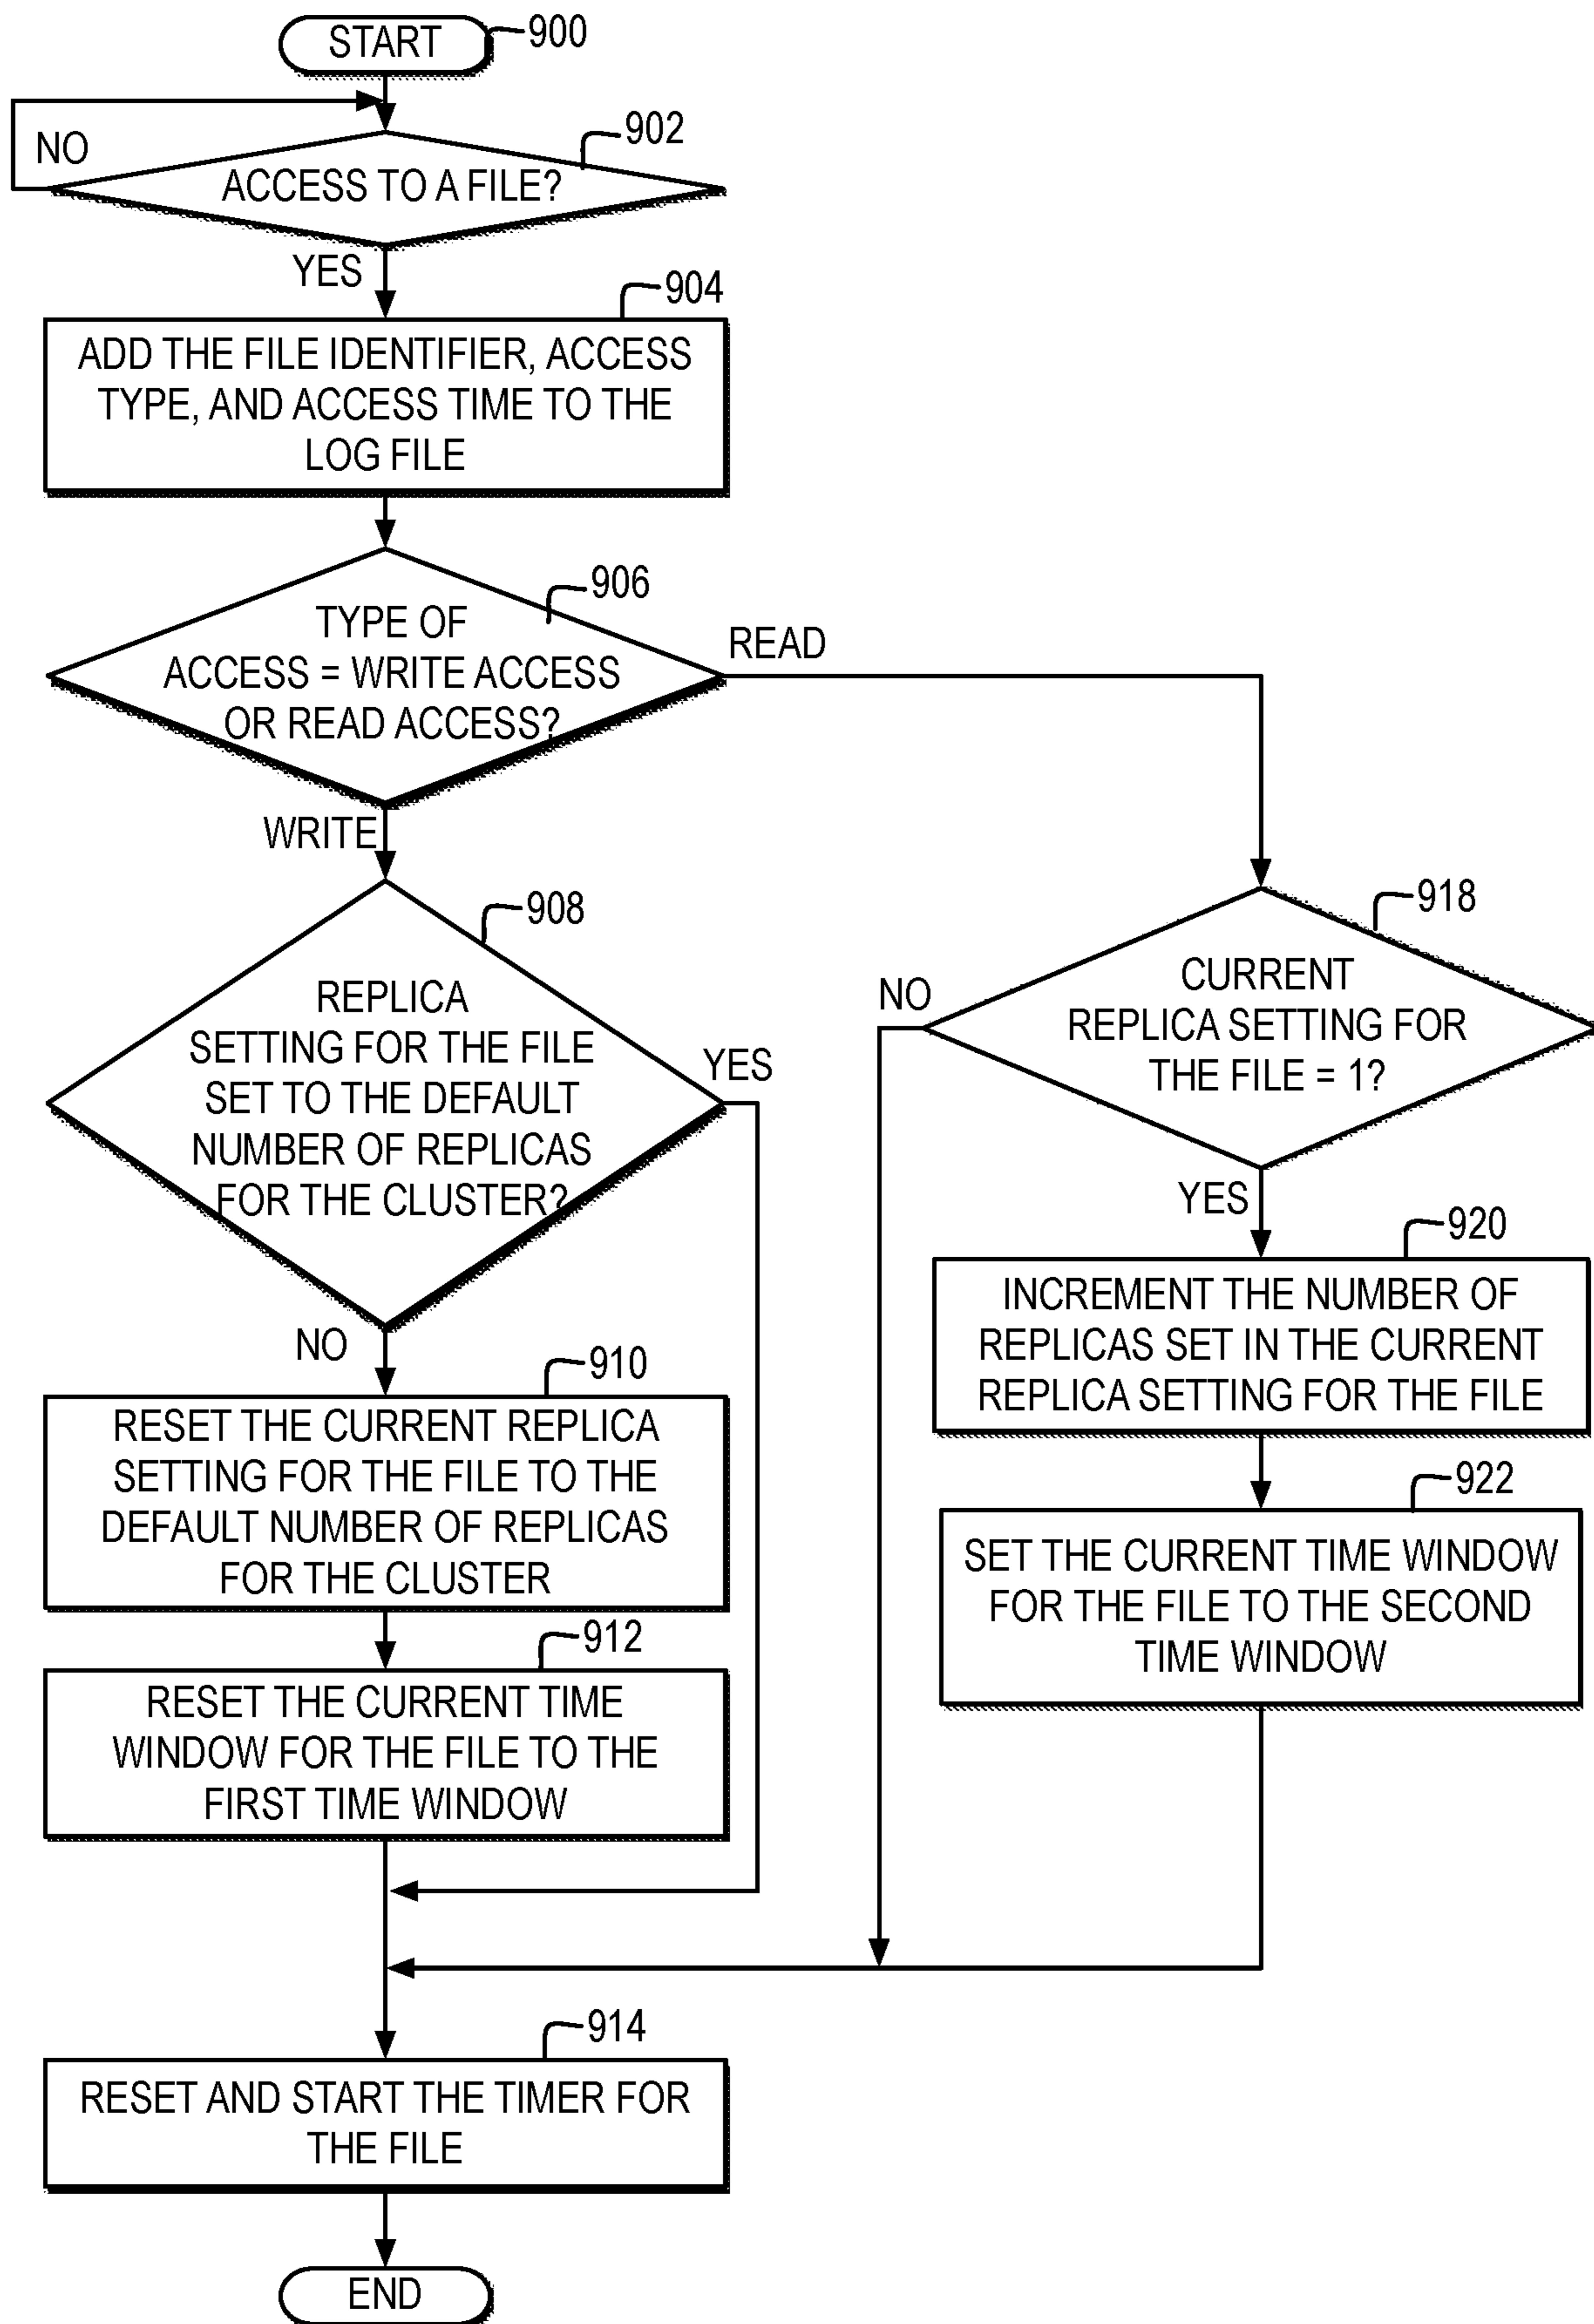 START
900
NO
902
ACCESS TO A FILE?
YES
904
ADD THE FILE IDENTIFIER, ACCESS
TYPE, AND ACCESS TIME TO THE
LOG FILE
906
TYPE OF
ACCESS = WRITE ACCESS
OR READ ACCESS?
READ
WRITE
908
REPLICA
SETTING FOR THE FILE
SET TO THE DEFAULT
NUMBER OF REPLICAS
FOR THE CLUSTER?
YES
NO
910
RESET THE CURRENT REPLICA
SETTING FOR THE FILE TO THE
DEFAULT NUMBER OF REPLICAS
FOR THE CLUSTER
912
RESET THE CURRENT TIME
WINDOW FOR THE FILE TO THE
FIRST TIME WINDOW
918
CURRENT
REPLICA SETTING FOR
THE FILE = 1?
NO
YES
920
INCREMENT THE NUMBER OF
REPLICAS SET IN THE CURRENT
REPLICA SETTING FOR THE FILE
922
SET THE CURRENT TIME WINDOW
FOR THE FILE TO THE SECOND
TIME WINDOW
914
RESET AND START THE TIMER FOR
THE FILE
END